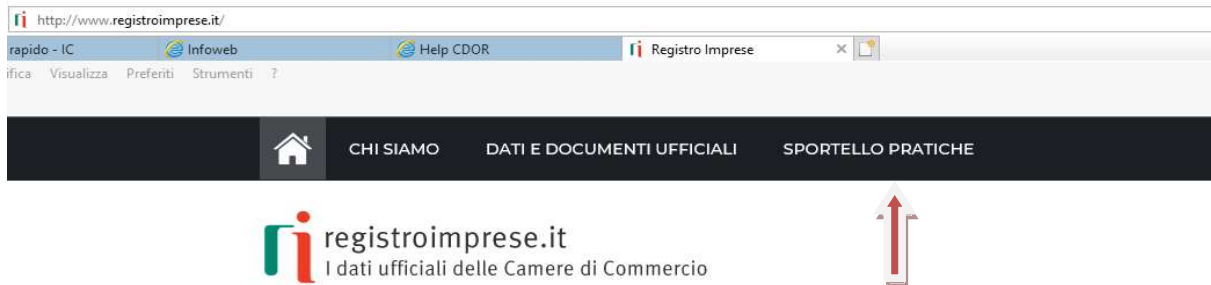 http://www.registroimprese.it/
rapido - IC Infoweb Help CDOR Registro Imprese
ifica Visualizza Preferiti Strumenti ?
CHI SIAMO DATI E DOCUMENTI UFFICIALI SPORTELLO PRATICHE
registroimprese.it
I dati ufficiali delle Camere di Commercio